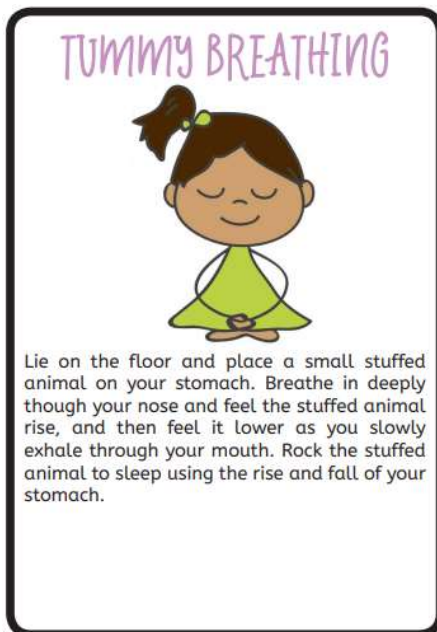 TUMMY BREATHING
Lie on the floor and place a small stuffed
animal on your stomach. Breathe in deeply
though your nose and feel the stuffed animal
rise, and then feel it lower as you slowly
exhale through your mouth. Rock the stuffed
animal to sleep using the rise and fall of your
stomach.